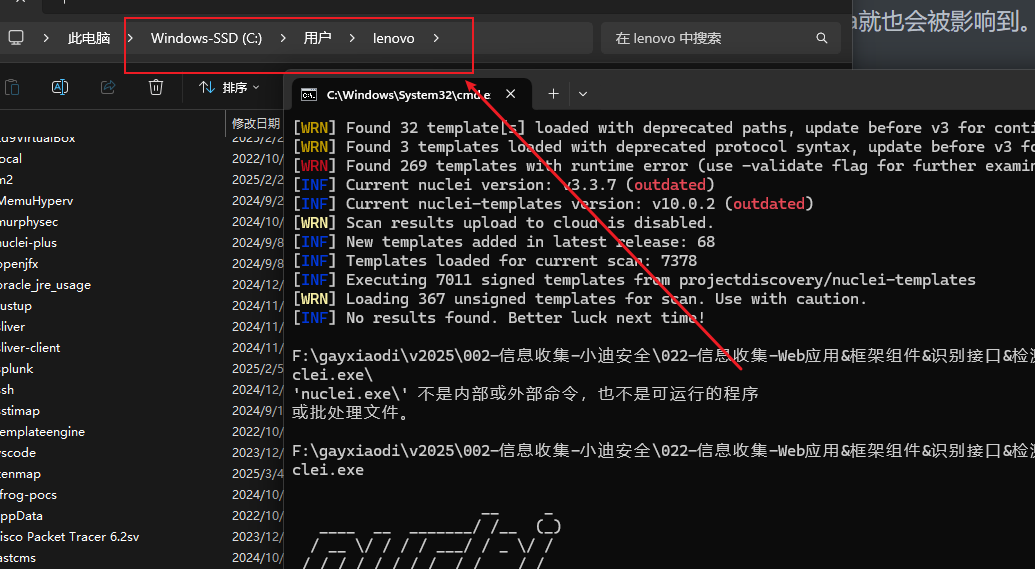 a就也会被影响到。
此电脑 > Windows-SSD (C:) > 用户 > lenovo >
在 lenovo 中搜索
排序
C:\Windows\System32\cmd.e
修改日期
d9VirtualBox 2025/2/2
ocal 2022/10/
m2 2025/2/2
MemuHyperv 2024/9/2
murphysec 2024/10/
nuclei-plus 2024/9/8
openjfx 2024/9/8
oracle_jre_usage 2024/12/
rustup 2024/11/
sliver 2024/11/
sliver-client 2024/11/
splunk 2025/2/5
ssh 2024/12/
sstimap 2024/9/1
templateengine 2022/10/
vscode 2023/12/
zenmap 2025/3/4
frog-pocs 2024/10/
AppData 2022/10/
isco Packet Tracer 6.2sv 2023/12/
astcms 2024/10/
[WRN] Found 32 template[s] loaded with deprecated paths, update before v3 for conti
[WRN] Found 3 templates loaded with deprecated protocol syntax, update before v3 fo
[WRN] Found 269 templates with runtime error (use -validate flag for further examin
[INF] Current nuclei version: v3.3.7 (outdated)
[INF] Current nuclei-templates version: v10.0.2 (outdated)
[WRN] Scan results upload to cloud is disabled.
[INF] New templates added in latest release: 68
[INF] Templates loaded for current scan: 7378
[INF] Executing 7011 signed templates from projectdiscovery/nuclei-templates
[WRN] Loading 367 unsigned templates for scan. Use with caution.
[INF] No results found. Better luck next time!
F:\gayxiaodi\v2025\002-信息收集-小迪安全\022-信息收集-Web应用&框架组件&识别接口&检测
clei.exe\
'nuclei.exe\' 不是内部或外部命令，也不是可运行的程序
或批处理文件。
F:\gayxiaodi\v2025\002-信息收集-小迪安全\022-信息收集-Web应用&框架组件&识别接口&检测
clei.exe